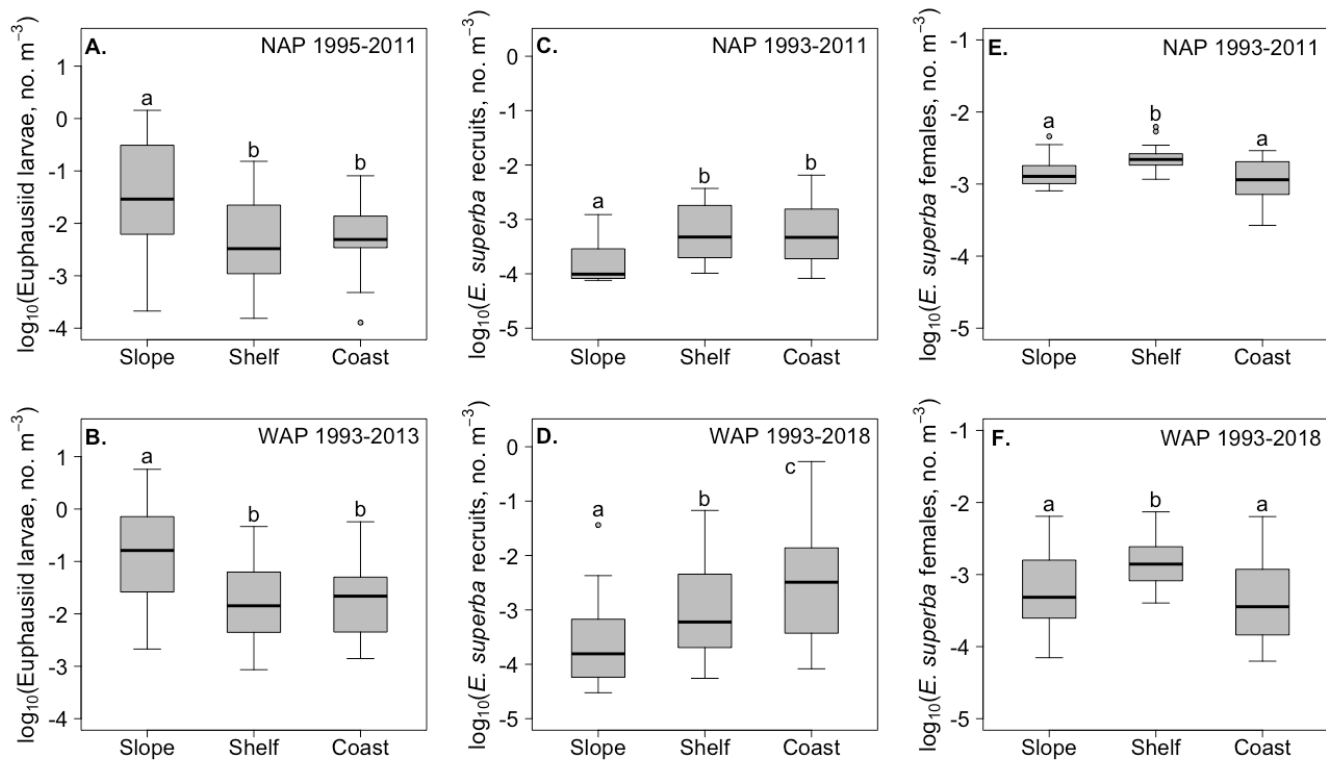 A.
NAP 1995-2011
log₁₀(Euphausiid larvae, no. m⁻³)
1
0
-1
-2
-3
-4
a
b
b
Slope
Shelf
Coast
C.
NAP 1993-2011
log₁₀(E. superba recruits, no. m⁻³)
0
-1
-2
-3
-4
-5
a
b
b
Slope
Shelf
Coast
E.
NAP 1993-2011
log₁₀(E. superba females, no. m⁻³)
-1
-2
-3
-4
-5
a
b
a
Slope
Shelf
Coast
B.
WAP 1993-2013
log₁₀(Euphausiid larvae, no. m⁻³)
1
0
-1
-2
-3
-4
a
b
b
Slope
Shelf
Coast
D.
WAP 1993-2018
log₁₀(E. superba recruits, no. m⁻³)
0
-1
-2
-3
-4
-5
a
b
c
Slope
Shelf
Coast
F.
WAP 1993-2018
log₁₀(E. superba females, no. m⁻³)
-1
-2
-3
-4
-5
a
b
a
Slope
Shelf
Coast